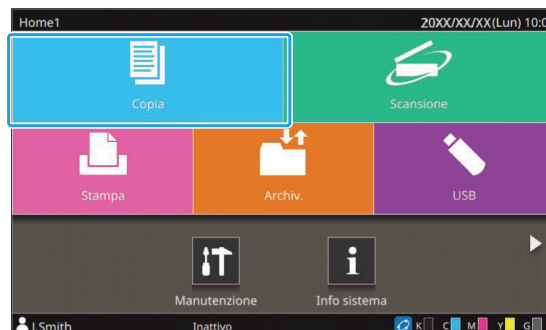 Home1 20XX/XX/XX(Lun) 10:0
Copia
Scansione
Stampa
Archiv.
USB
Manutenzione
Info sistema
J.Smith Inattivo K C M Y G